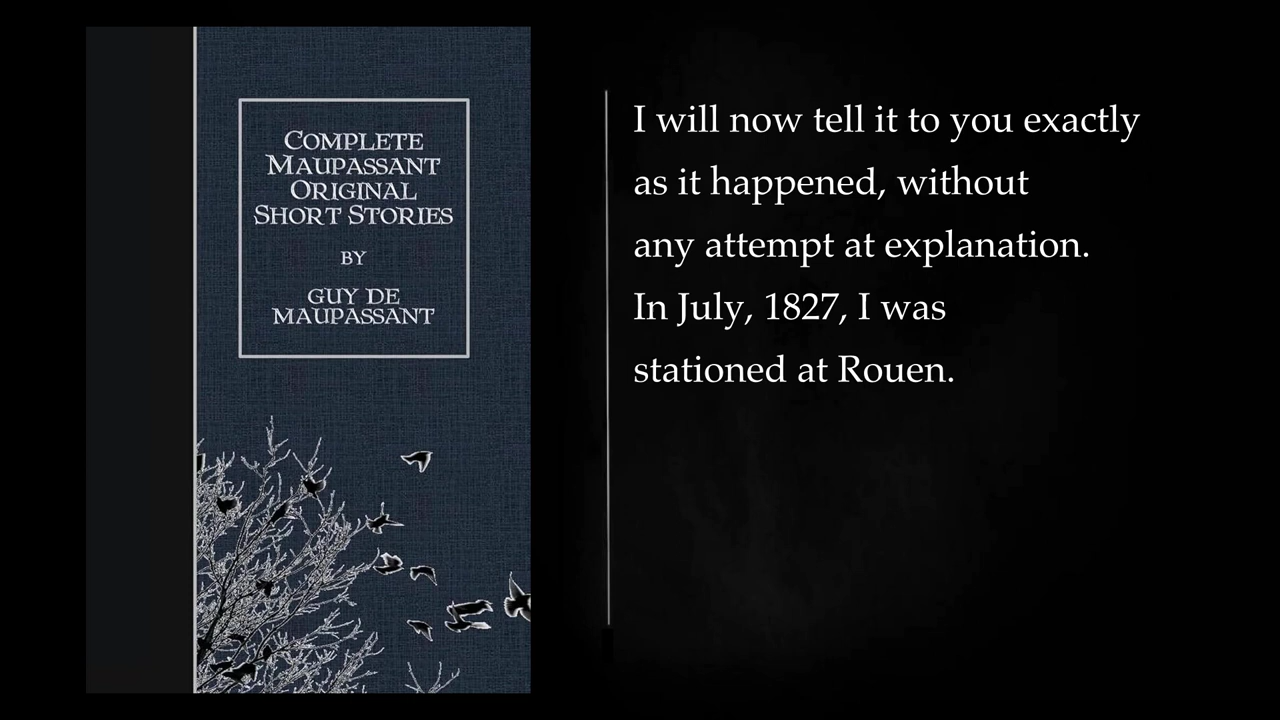 COMPLETE
MAUPASSANT
ORIGINAL
SHORT STORIES
BY
GUY DE
MAUPASSANT
I will now tell it to you exactly
as it happened, without
any attempt at explanation.
In July, 1827, I was
stationed at Rouen.